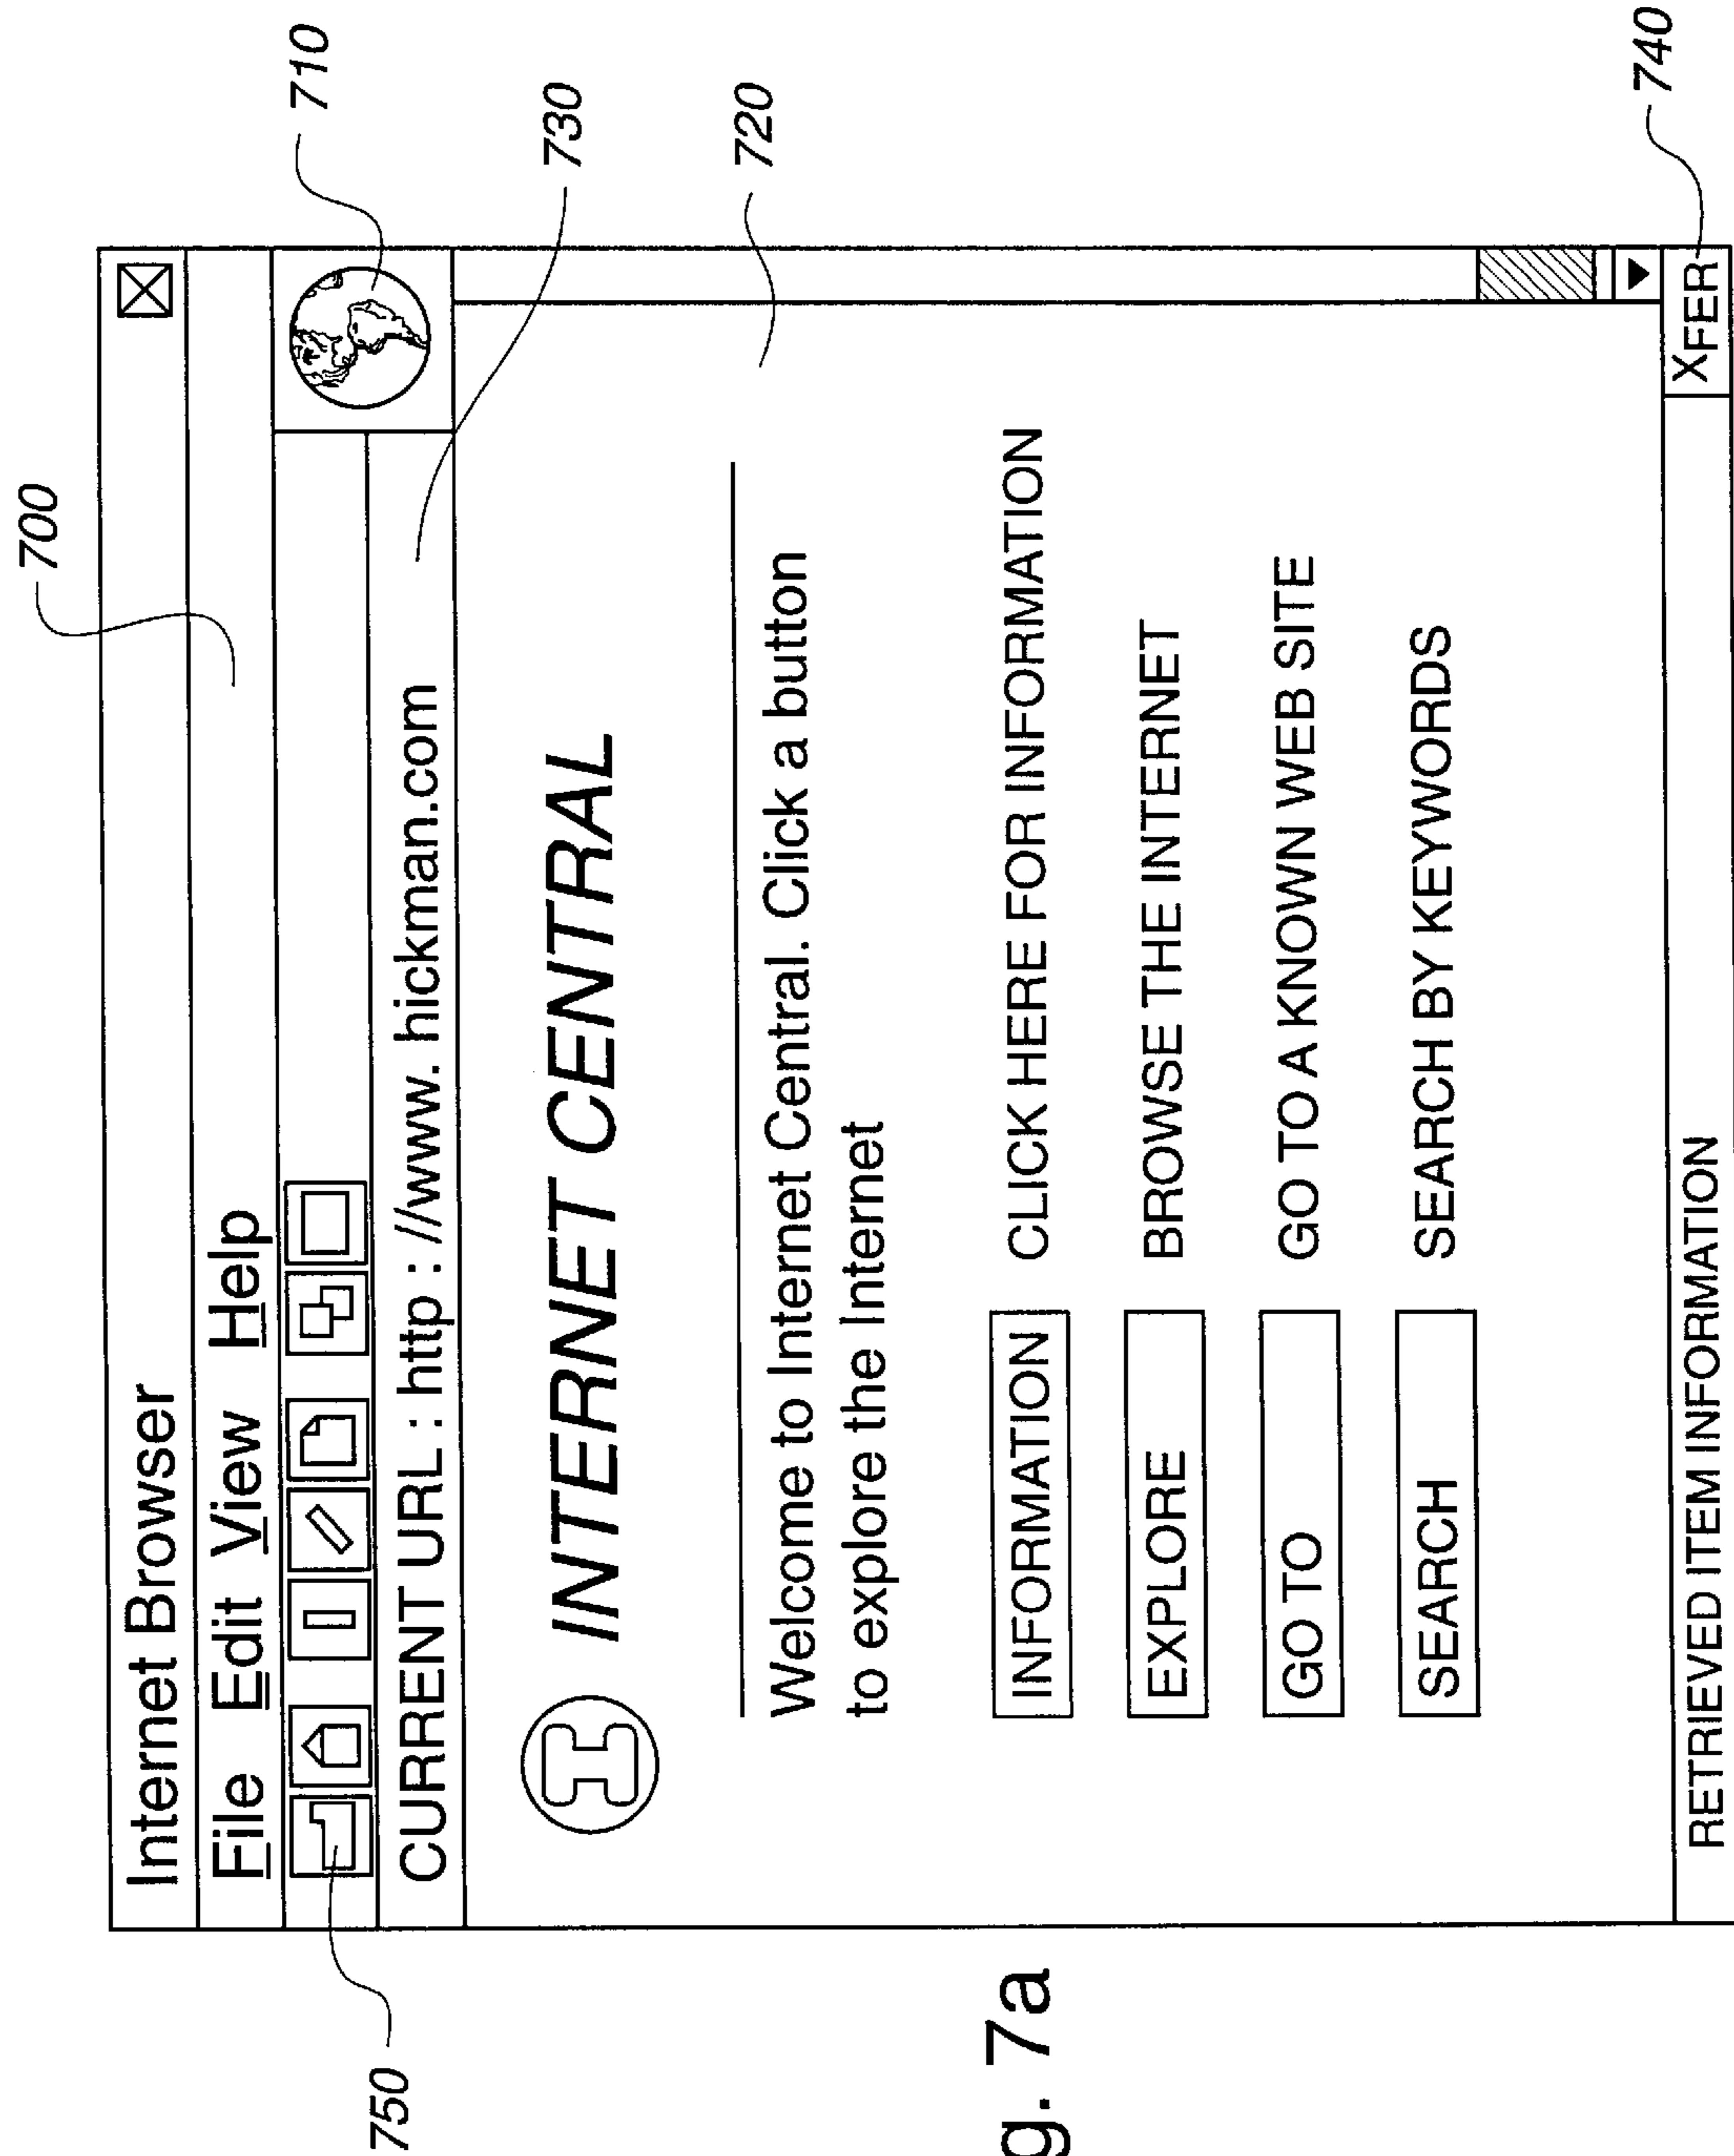 700
Internet Browser
File Edit View Help
710
750
CURRENT URL : http : //www. hickman.com
730
INTERNET CENTRAL
720
Welcome to Internet Central. Click a button
to explore the Internet
INFORMATION CLICK HERE FOR INFORMATION
EXPLORE BROWSE THE INTERNET
GO TO GO TO A KNOWN WEB SITE
SEARCH SEARCH BY KEYWORDS
RETRIEVED ITEM INFORMATION XFER
740
g. 7a